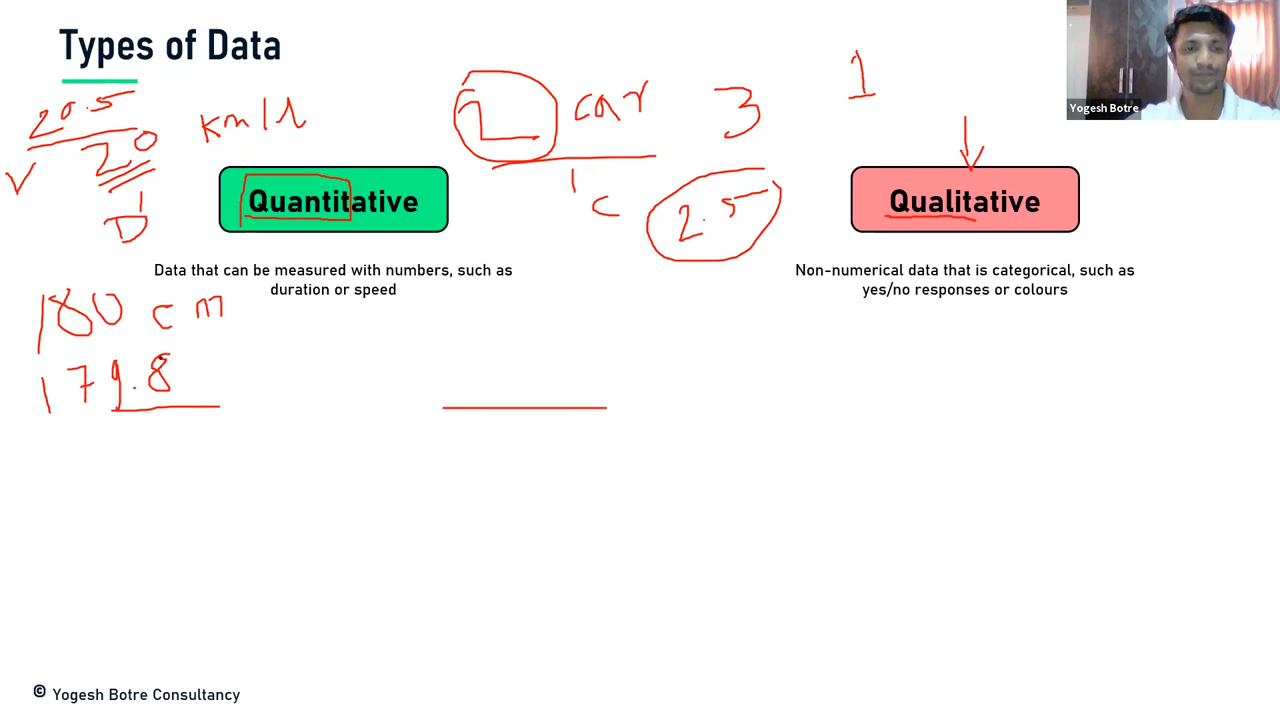 Types of Data
20.5
20 km/l
D
2 car 3 1
Yogesh Botre
Quantitative
c 2.5
Qualitative
Data that can be measured with numbers, such as
duration or speed
Non-numerical data that is categorical, such as
yes/no responses or colours
180 cm
179.8
© Yogesh Botre Consultancy